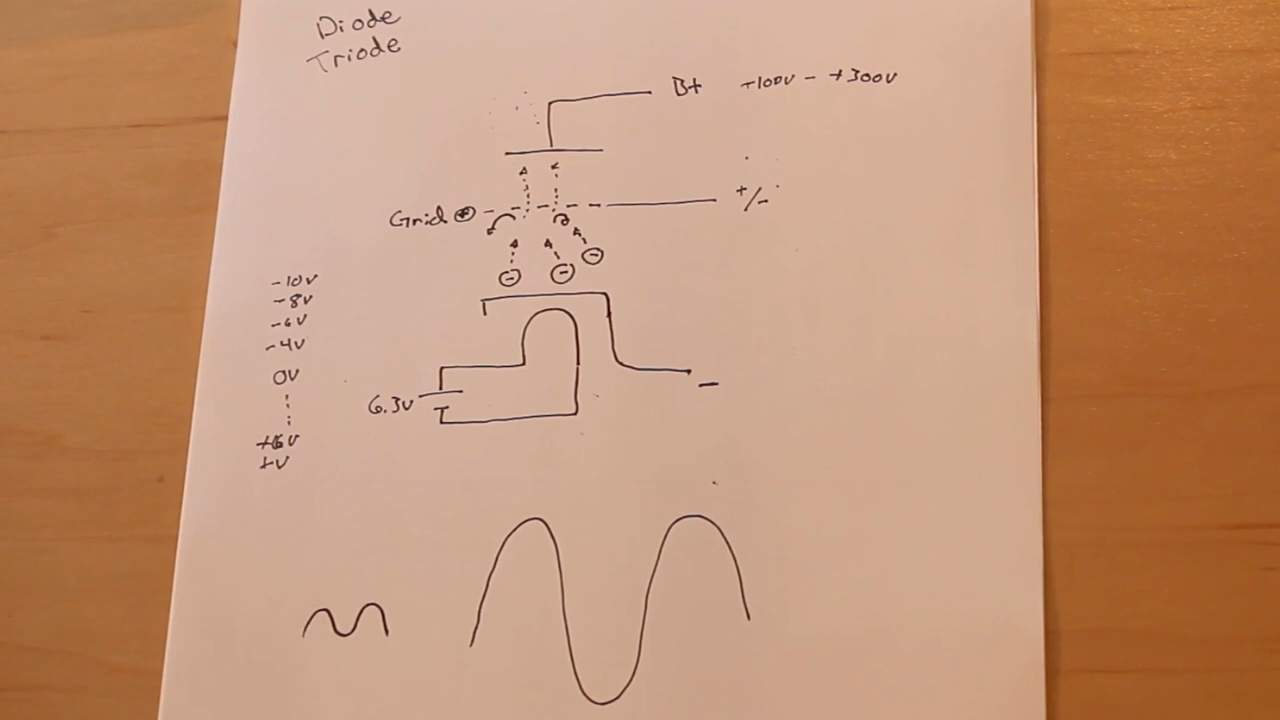 Diode
Triode
B+ +100V - +300V
+/-
Grid ⊕
-10V
-8V
-6V
-4V
0V
6.3V
-
+6V
+V